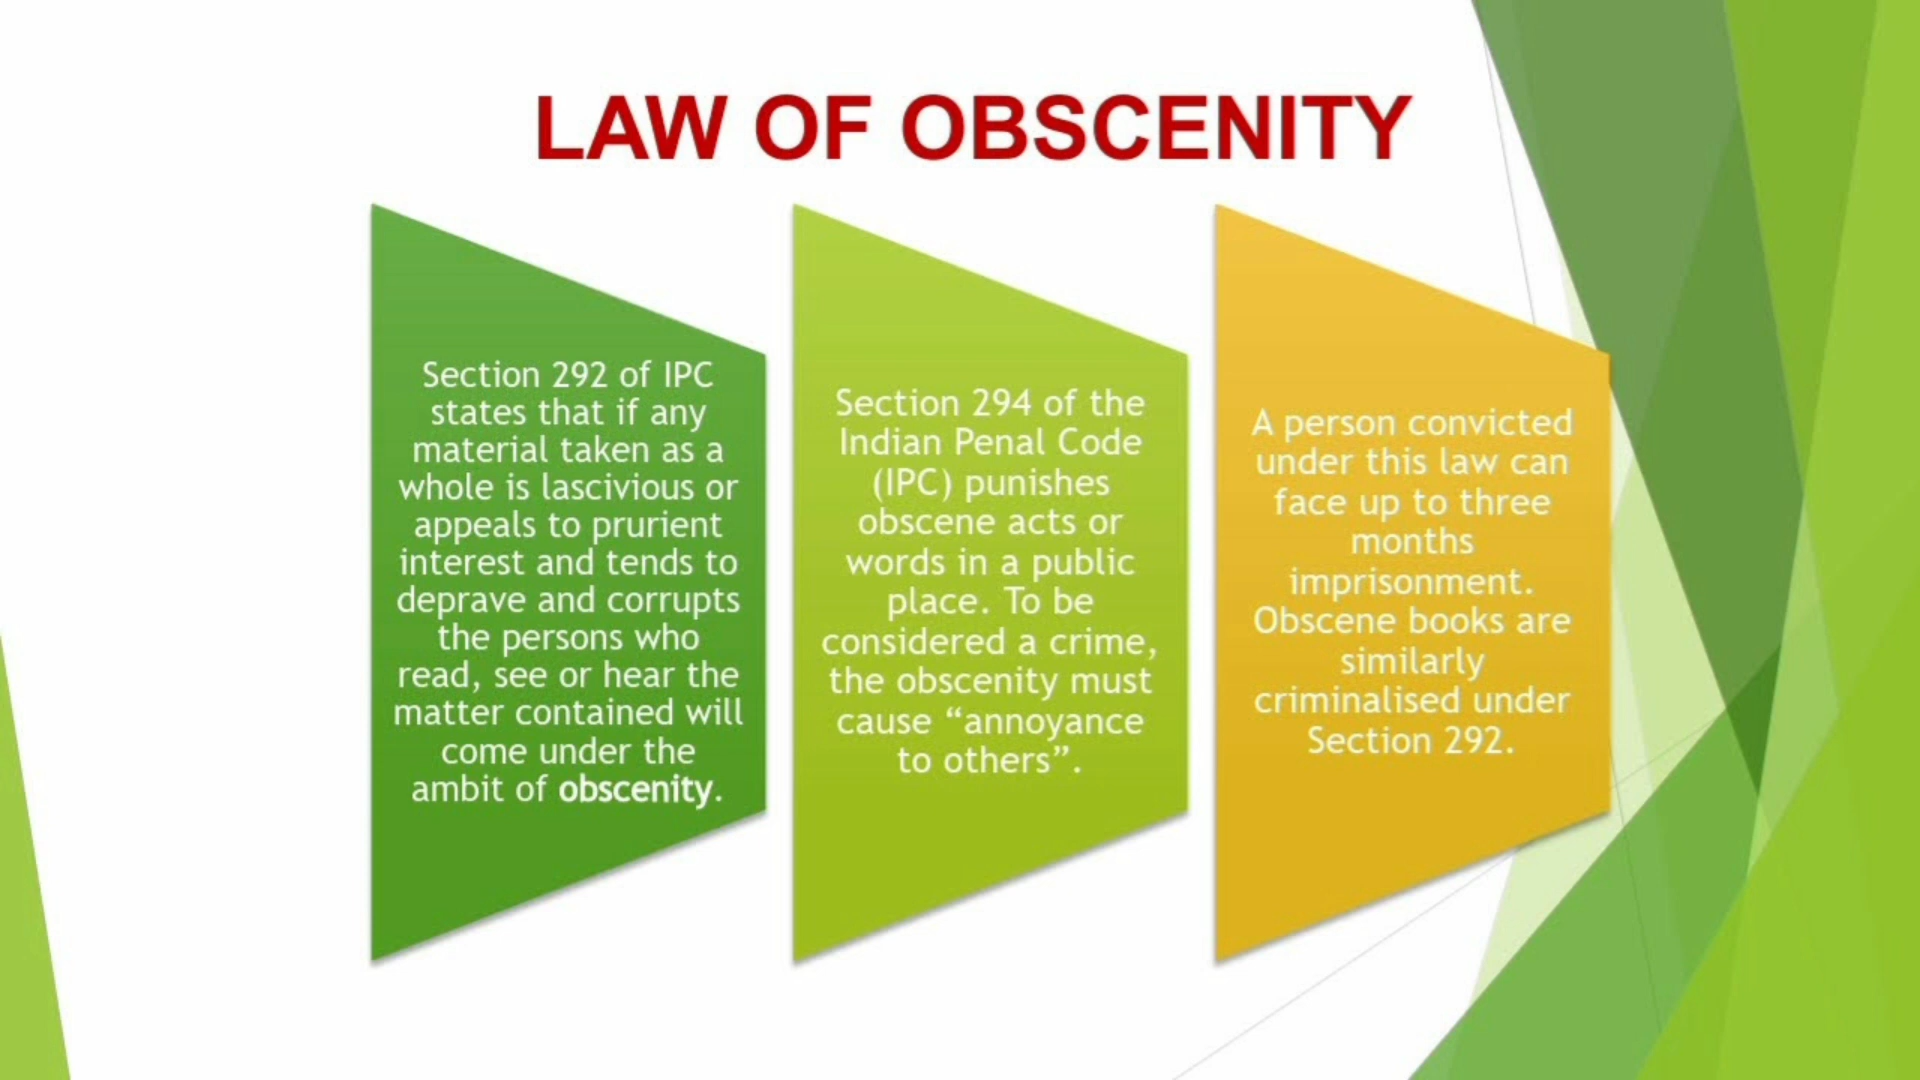 LAW OF OBSCENITY
Section 292 of IPC
states that if any
material taken as a
whole is lascivious or
appeals to prurient
interest and tends to
deprave and corrupts
the persons who
read, see or hear the
matter contained will
come under the
ambit of obscenity.
Section 294 of the
Indian Penal Code
(IPC) punishes
obscene acts or
words in a public
place. To be
considered a crime,
the obscenity must
cause “annoyance
to others”.
A person convicted
under this law can
face up to three
months
imprisonment.
Obscene books are
similarly
criminalised under
Section 292.